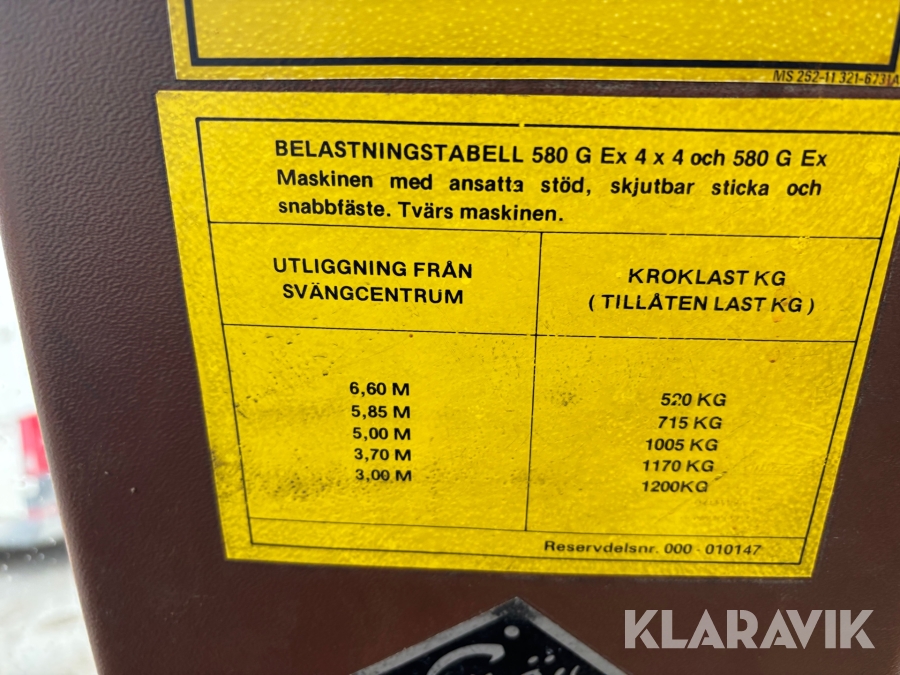 MS 252-11 321-6731A
BELASTNINGSTABELL 580 G Ex 4 x 4 och 580 G Ex
Maskinen med ansatta stöd, skjutbar sticka och
snabbfäste. Tvärs maskinen.
UTLIGGNING FRÅN
SVÄNGCENTRUM
KROKLAST KG
( TILLÅTEN LAST KG )
6,60 M 520 KG
5,85 M 715 KG
5,00 M 1005 KG
3,70 M 1170 KG
3,00 M 1200KG
Reservdelsnr. 000 - 010147
KLARAVIK